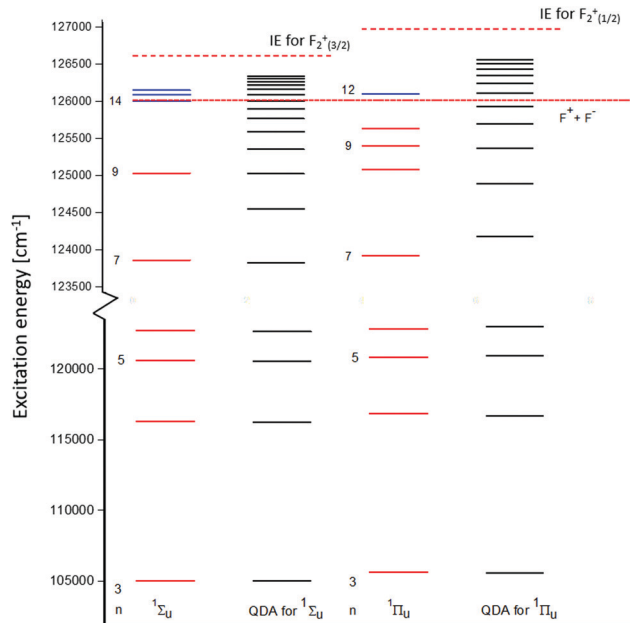 IE for F2+(1/2)
127000
IE for F2+(3/2)
126500
12
126000
14
F+ + F-
125500
9
125000
9
124500
124000
7
7
123500
Excitation energy [cm-1]
5
5
120000
115000
110000
105000
3
3
n
1Σu
QDA for 1Σu
n
1Πu
QDA for 1Πu